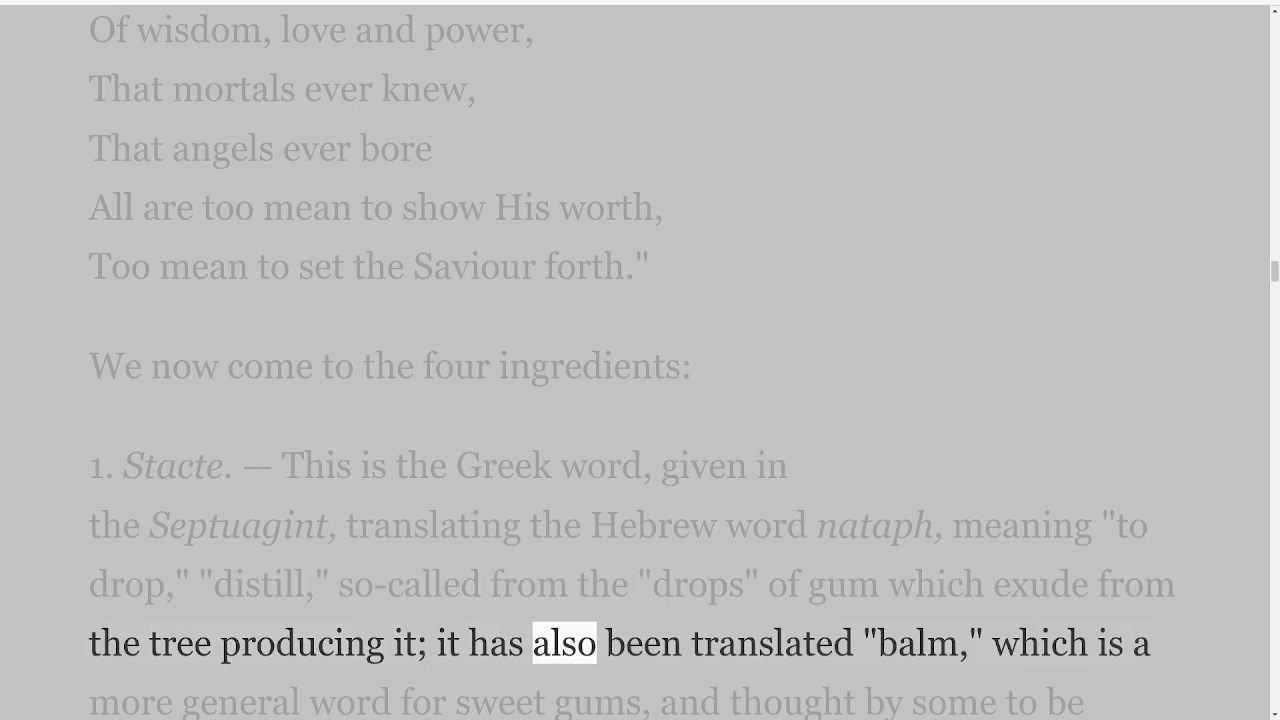 Of wisdom, love and power,
That mortals ever knew,
That angels ever bore
All are too mean to show His worth,
Too mean to set the Saviour forth."
We now come to the four ingredients:
1. Stacte. — This is the Greek word, given in
the Septuagint, translating the Hebrew word nataph, meaning "to
drop," "distill," so-called from the "drops" of gum which exude from
the tree producing it; it has also been translated "balm," which is a
more general word for sweet gums, and thought by some to be